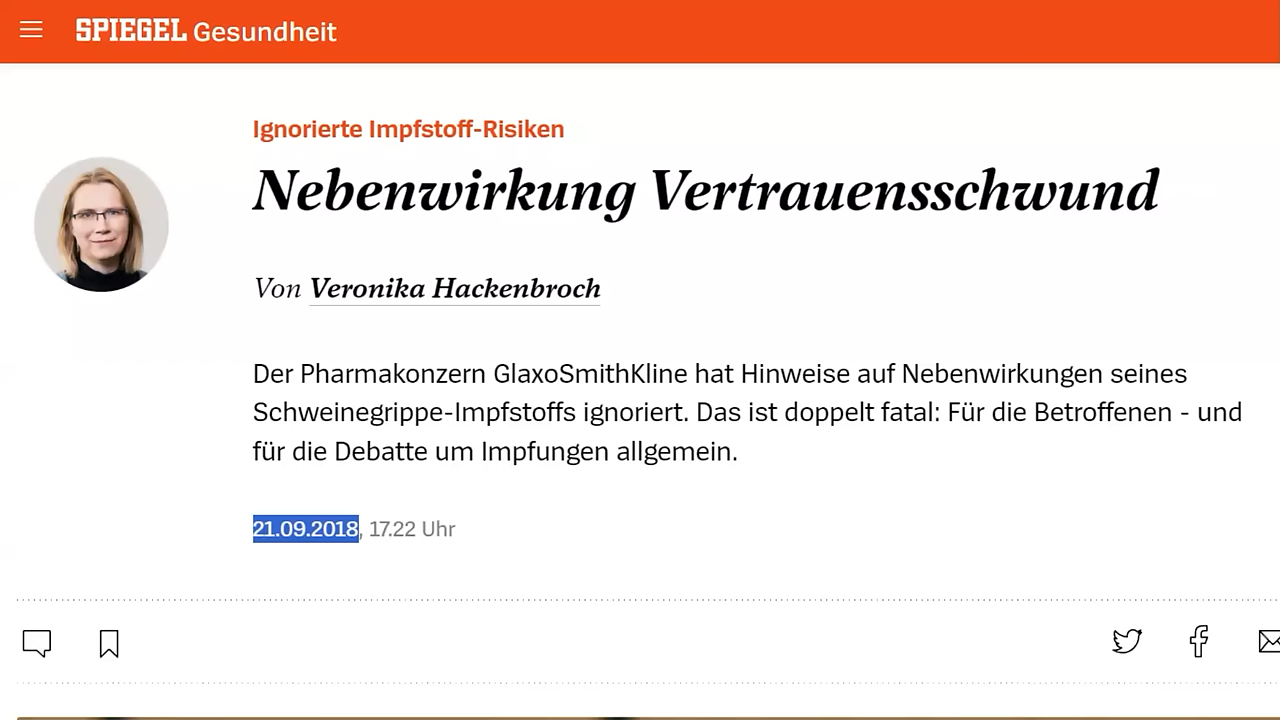 SPIEGEL Gesundheit
Ignorierte Impfstoff-Risiken
Nebenwirkung Vertrauensschwund
Von Veronika Hackenbroch
Der Pharmakonzern GlaxoSmithKline hat Hinweise auf Nebenwirkungen seines
Schweinegrippe-Impfstoffs ignoriert. Das ist doppelt fatal: Für die Betroffenen - und
für die Debatte um Impfungen allgemein.
21.09.2018, 17.22 Uhr